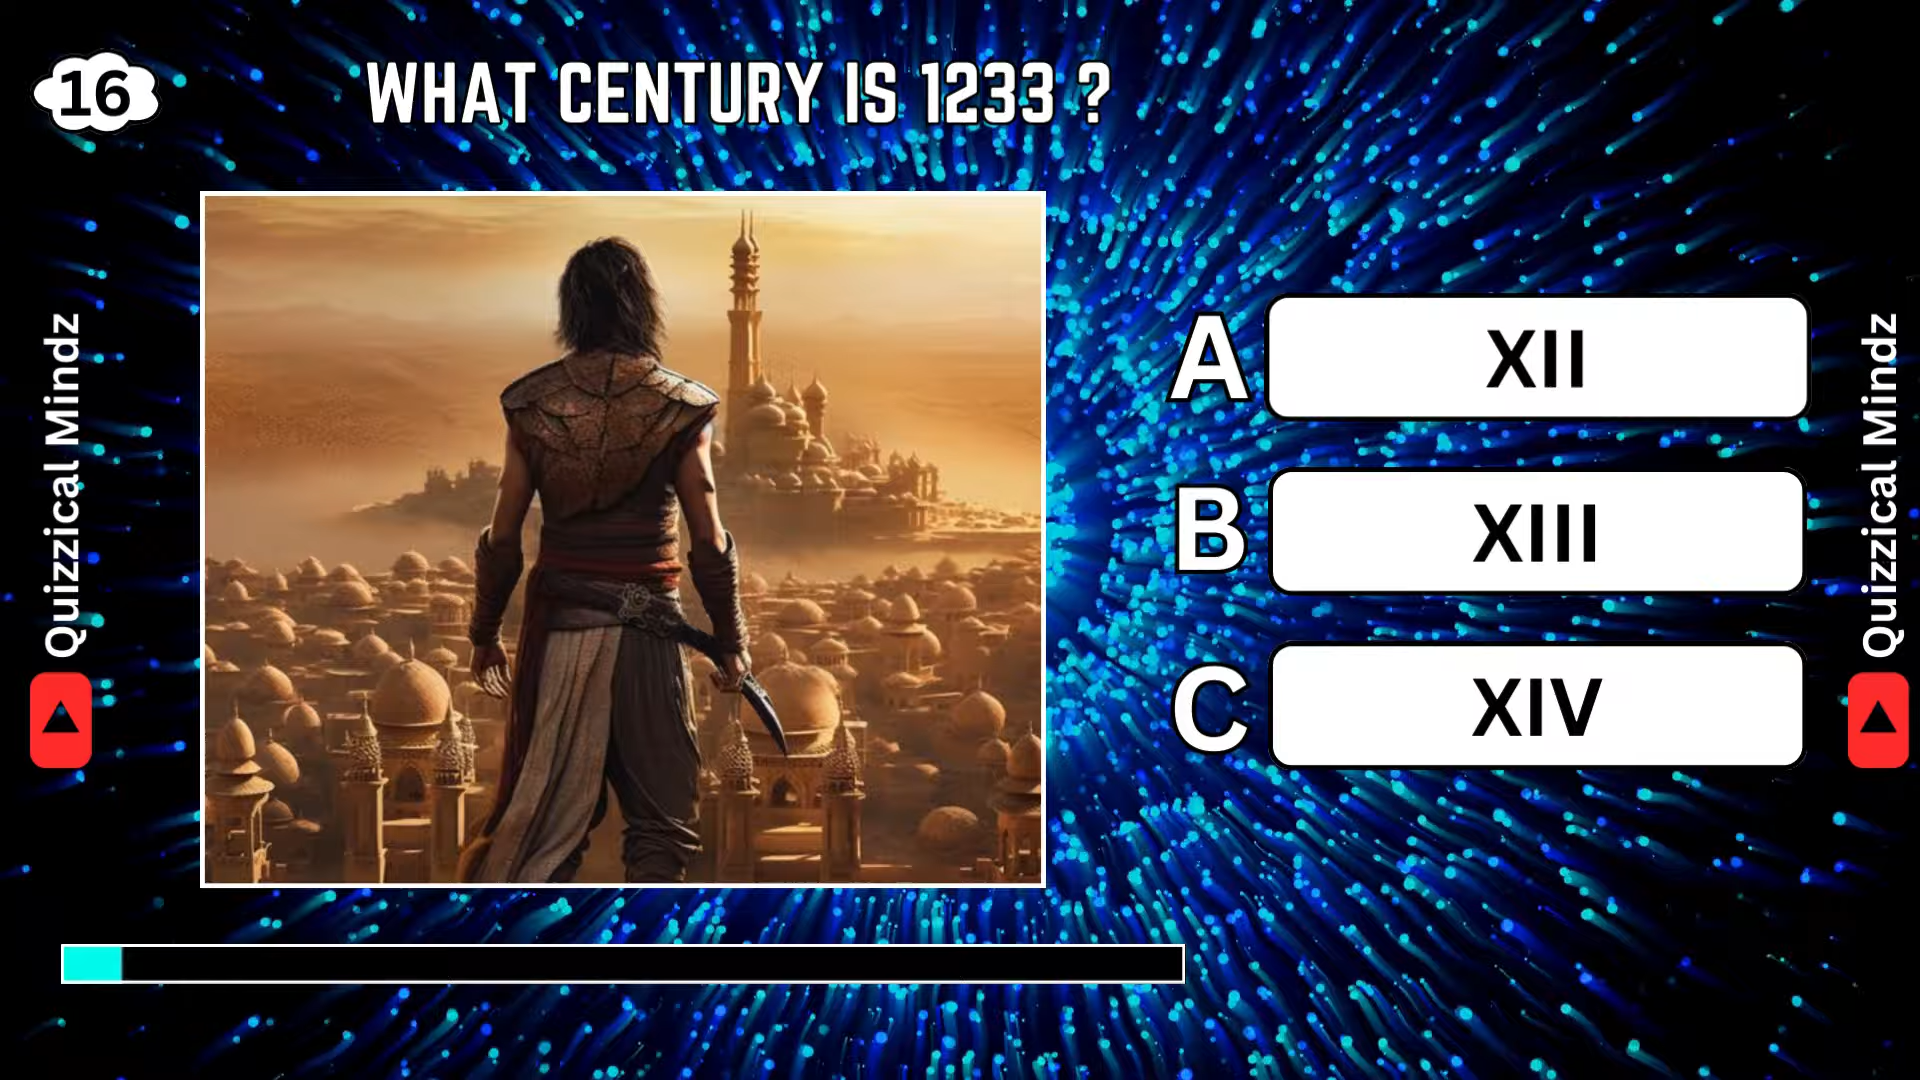 16
WHAT CENTURY IS 1233 ?
A
XII
B
XIII
C
XIV
Quizzical Mindz
Quizzical Mindz